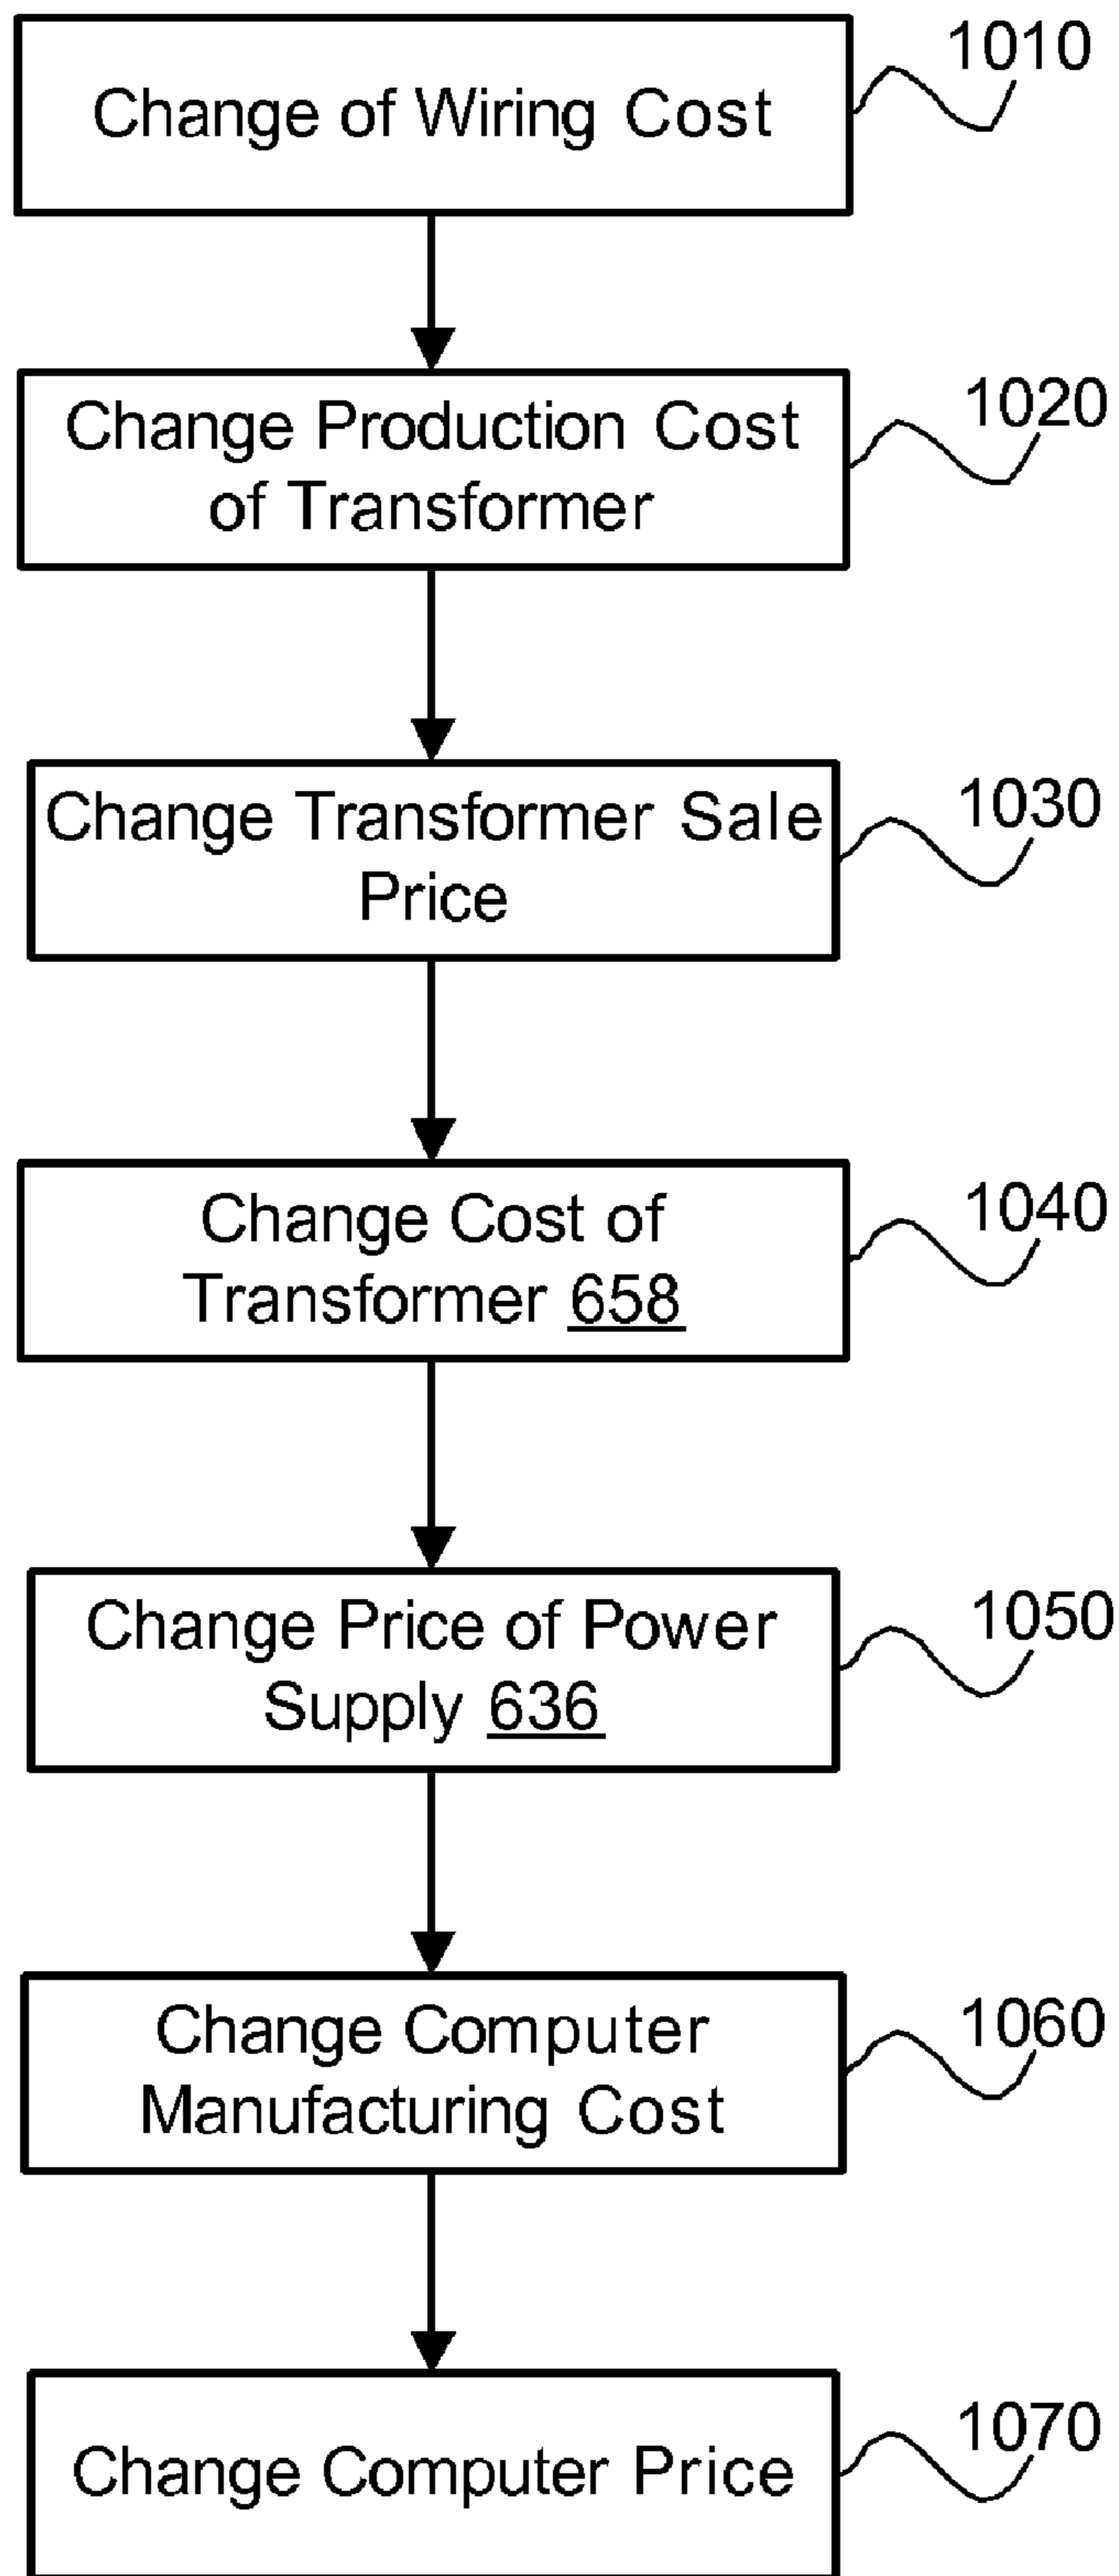 Change of Wiring Cost
1010
Change Production Cost
of Transformer
1020
Change Transformer Sale
Price
1030
Change Cost of
Transformer 658
1040
Change Price of Power
Supply 636
1050
Change Computer
Manufacturing Cost
1060
Change Computer Price
1070